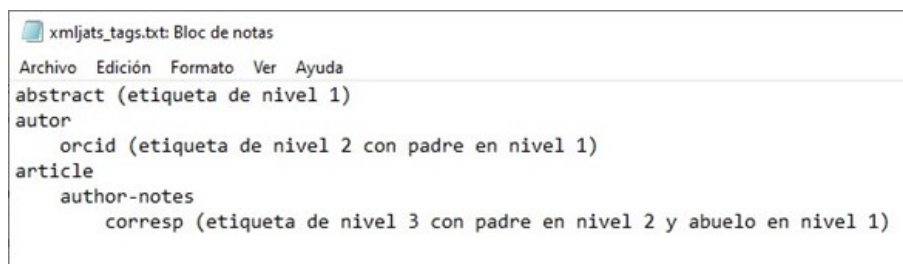 xmljats_tags.txt: Bloc de notas
Archivo Edición Formato Ver Ayuda
abstract (etiqueta de nivel 1)
autor
    orcid (etiqueta de nivel 2 con padre en nivel 1)
article
    author-notes
        corresp (etiqueta de nivel 3 con padre en nivel 2 y abuelo en nivel 1)